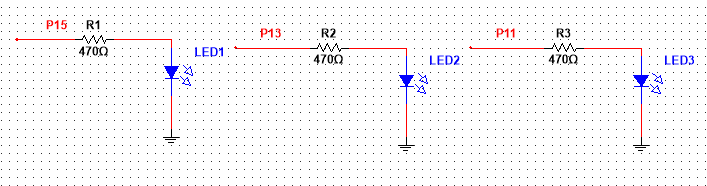 P15 R1
470Ω
LED1
P13 R2
470Ω
LED2
P11 R3
470Ω
LED3